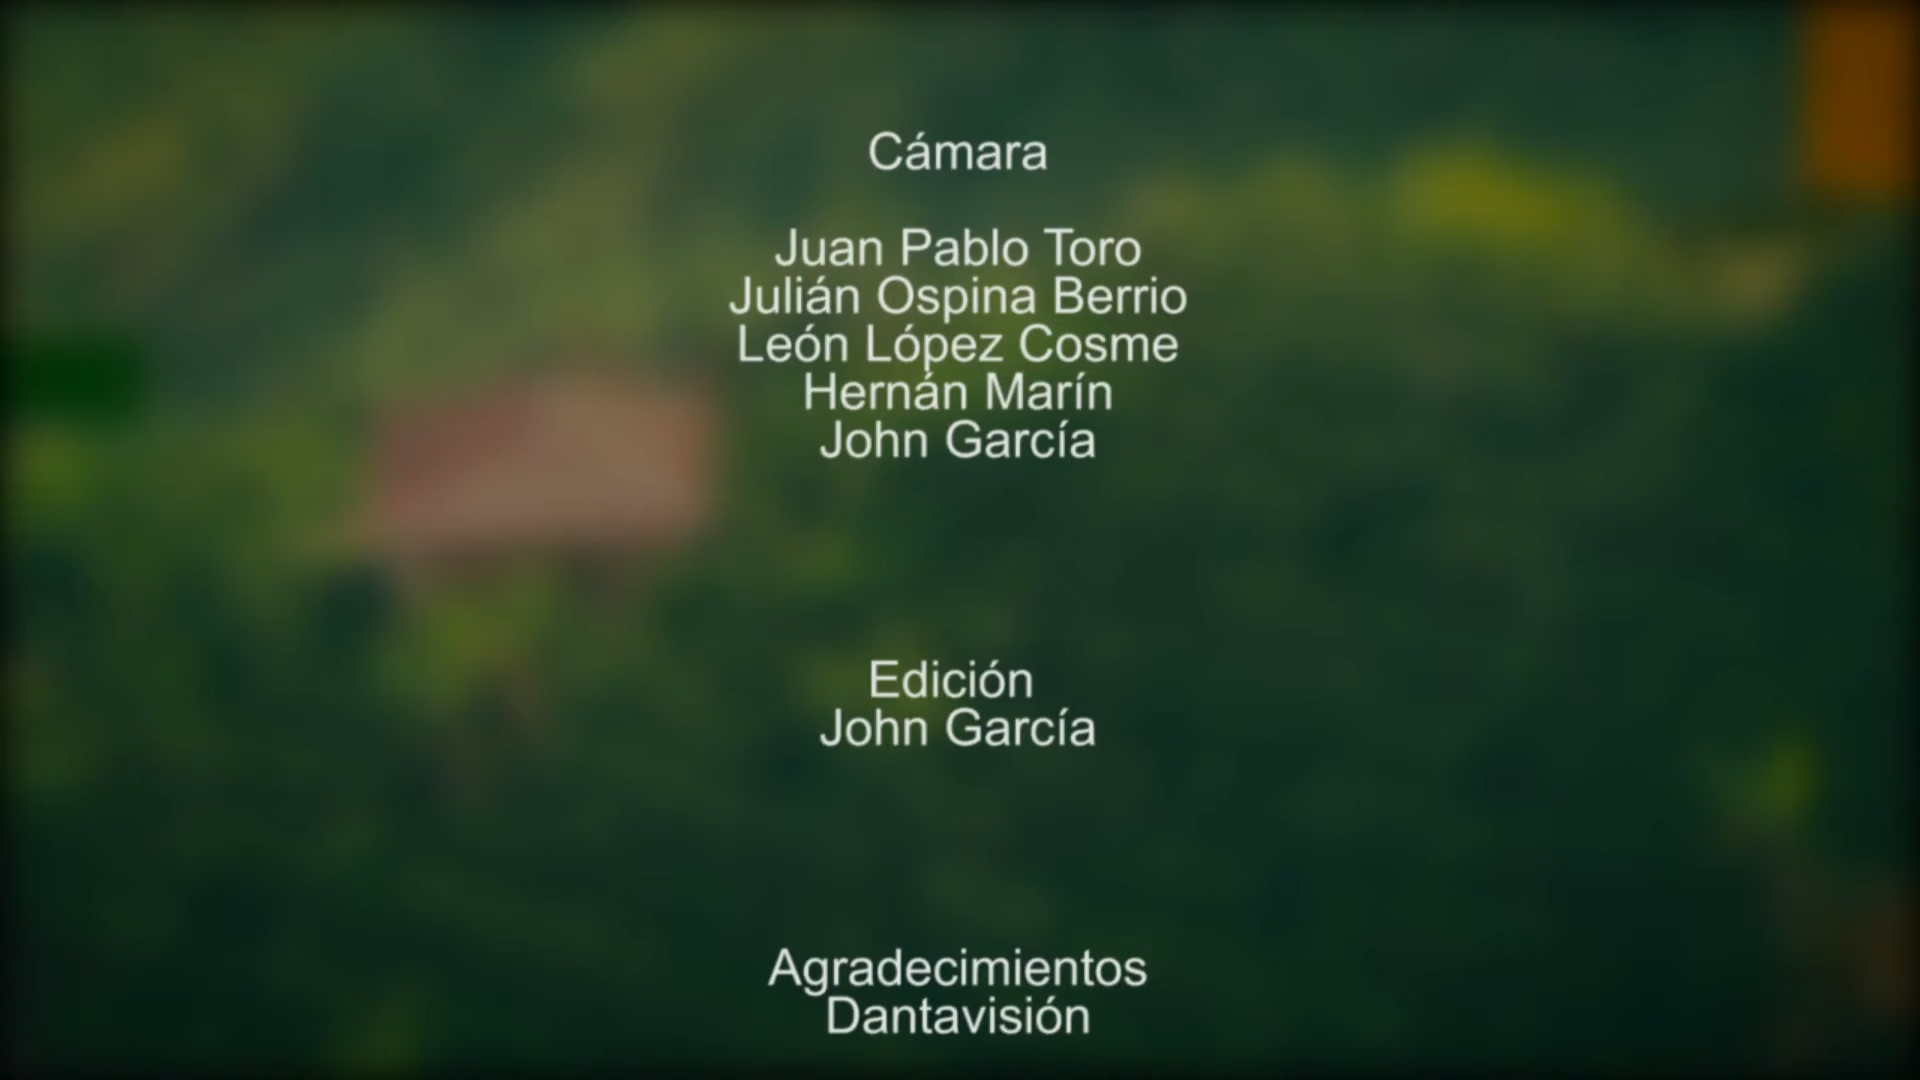 Cámara
Juan Pablo Toro
Julián Ospina Berrio
León López Cosme
Hernán Marín
John García
Edición
John García
Agradecimientos
Dantavisión